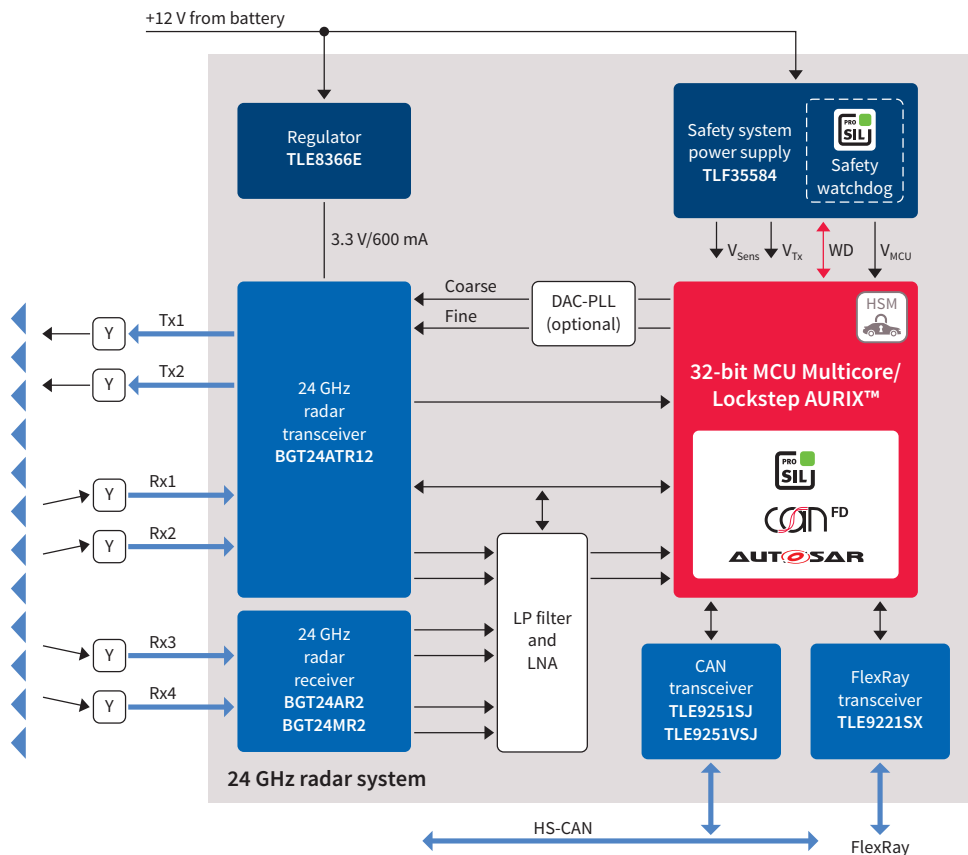 +12 V from battery
Regulator
TLE8366E
Safety system
power supply
TLF35584
PRO
SIL
Safety
watchdog
3.3 V/600 mA
VSens
VTx
WD
VMCU
Coarse
Fine
DAC-PLL
(optional)
HSM
32-bit MCU Multicore/
Lockstep AURIX™
PRO
SIL
CAN FD
AUTOSAR
Y
Tx1
Y
Tx2
24 GHz
radar
transceiver
BGT24ATR12
Y
Rx1
Y
Rx2
Y
Rx3
Y
Rx4
24 GHz
radar
receiver
BGT24AR2
BGT24MR2
LP filter
and
LNA
CAN
transceiver
TLE9251SJ
TLE9251VSJ
FlexRay
transceiver
TLE9221SX
24 GHz radar system
HS-CAN
FlexRay